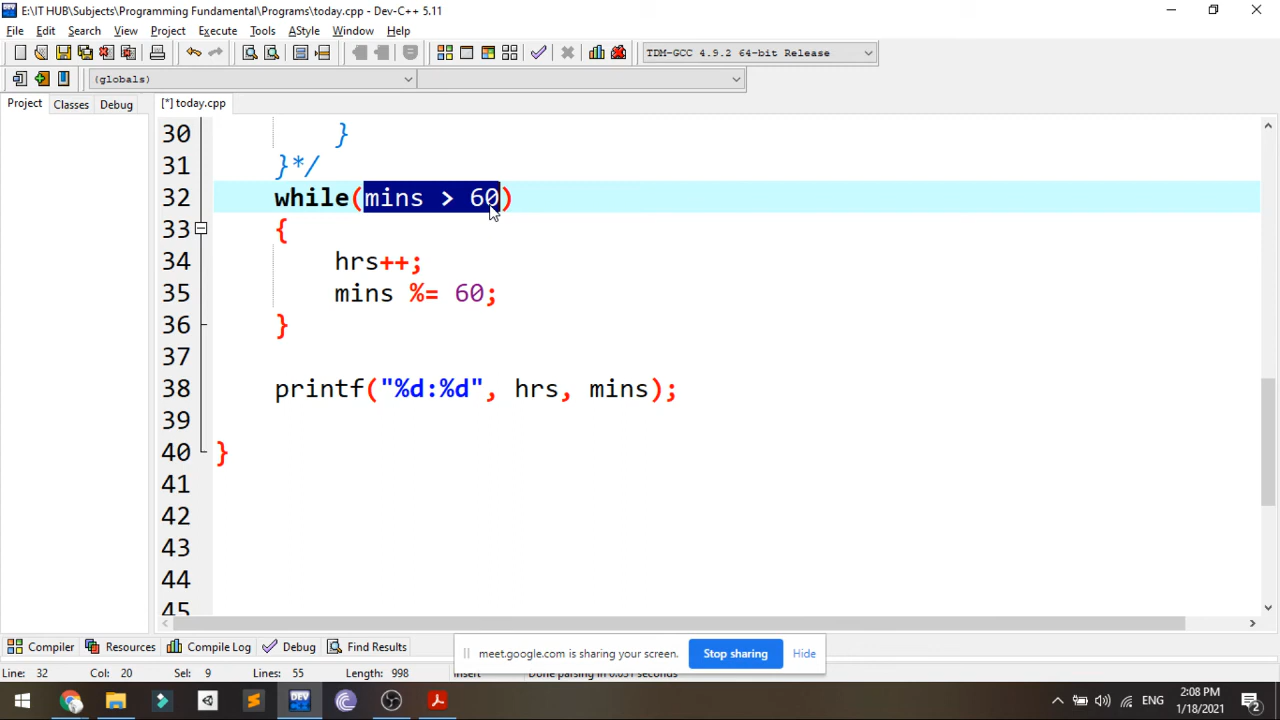 E:\IT HUB\Subjects\Programming Fundamental\Programs\today.cpp - Dev-C++ 5.11
File Edit Search View Project Execute Tools AStyle Window Help
TDM-GCC 4.9.2 64-bit Release
(globals)
Project Classes Debug [*] today.cpp
30 }
31 }*/
32 while(mins > 60)
33 {
34 hrs++;
35 mins %= 60;
36 }
37
38 printf("%d:%d", hrs, mins);
39
40 }
41
42
43
44
45
Compiler Resources Compile Log Debug Find Results
meet.google.com is sharing your screen. Stop sharing Hide
Line: 32 Col: 20 Sel: 9 Lines: 55 Length: 998 Insert Done parsing in 0.031 seconds
DEV ENG 2:08 PM
1/18/2021 2